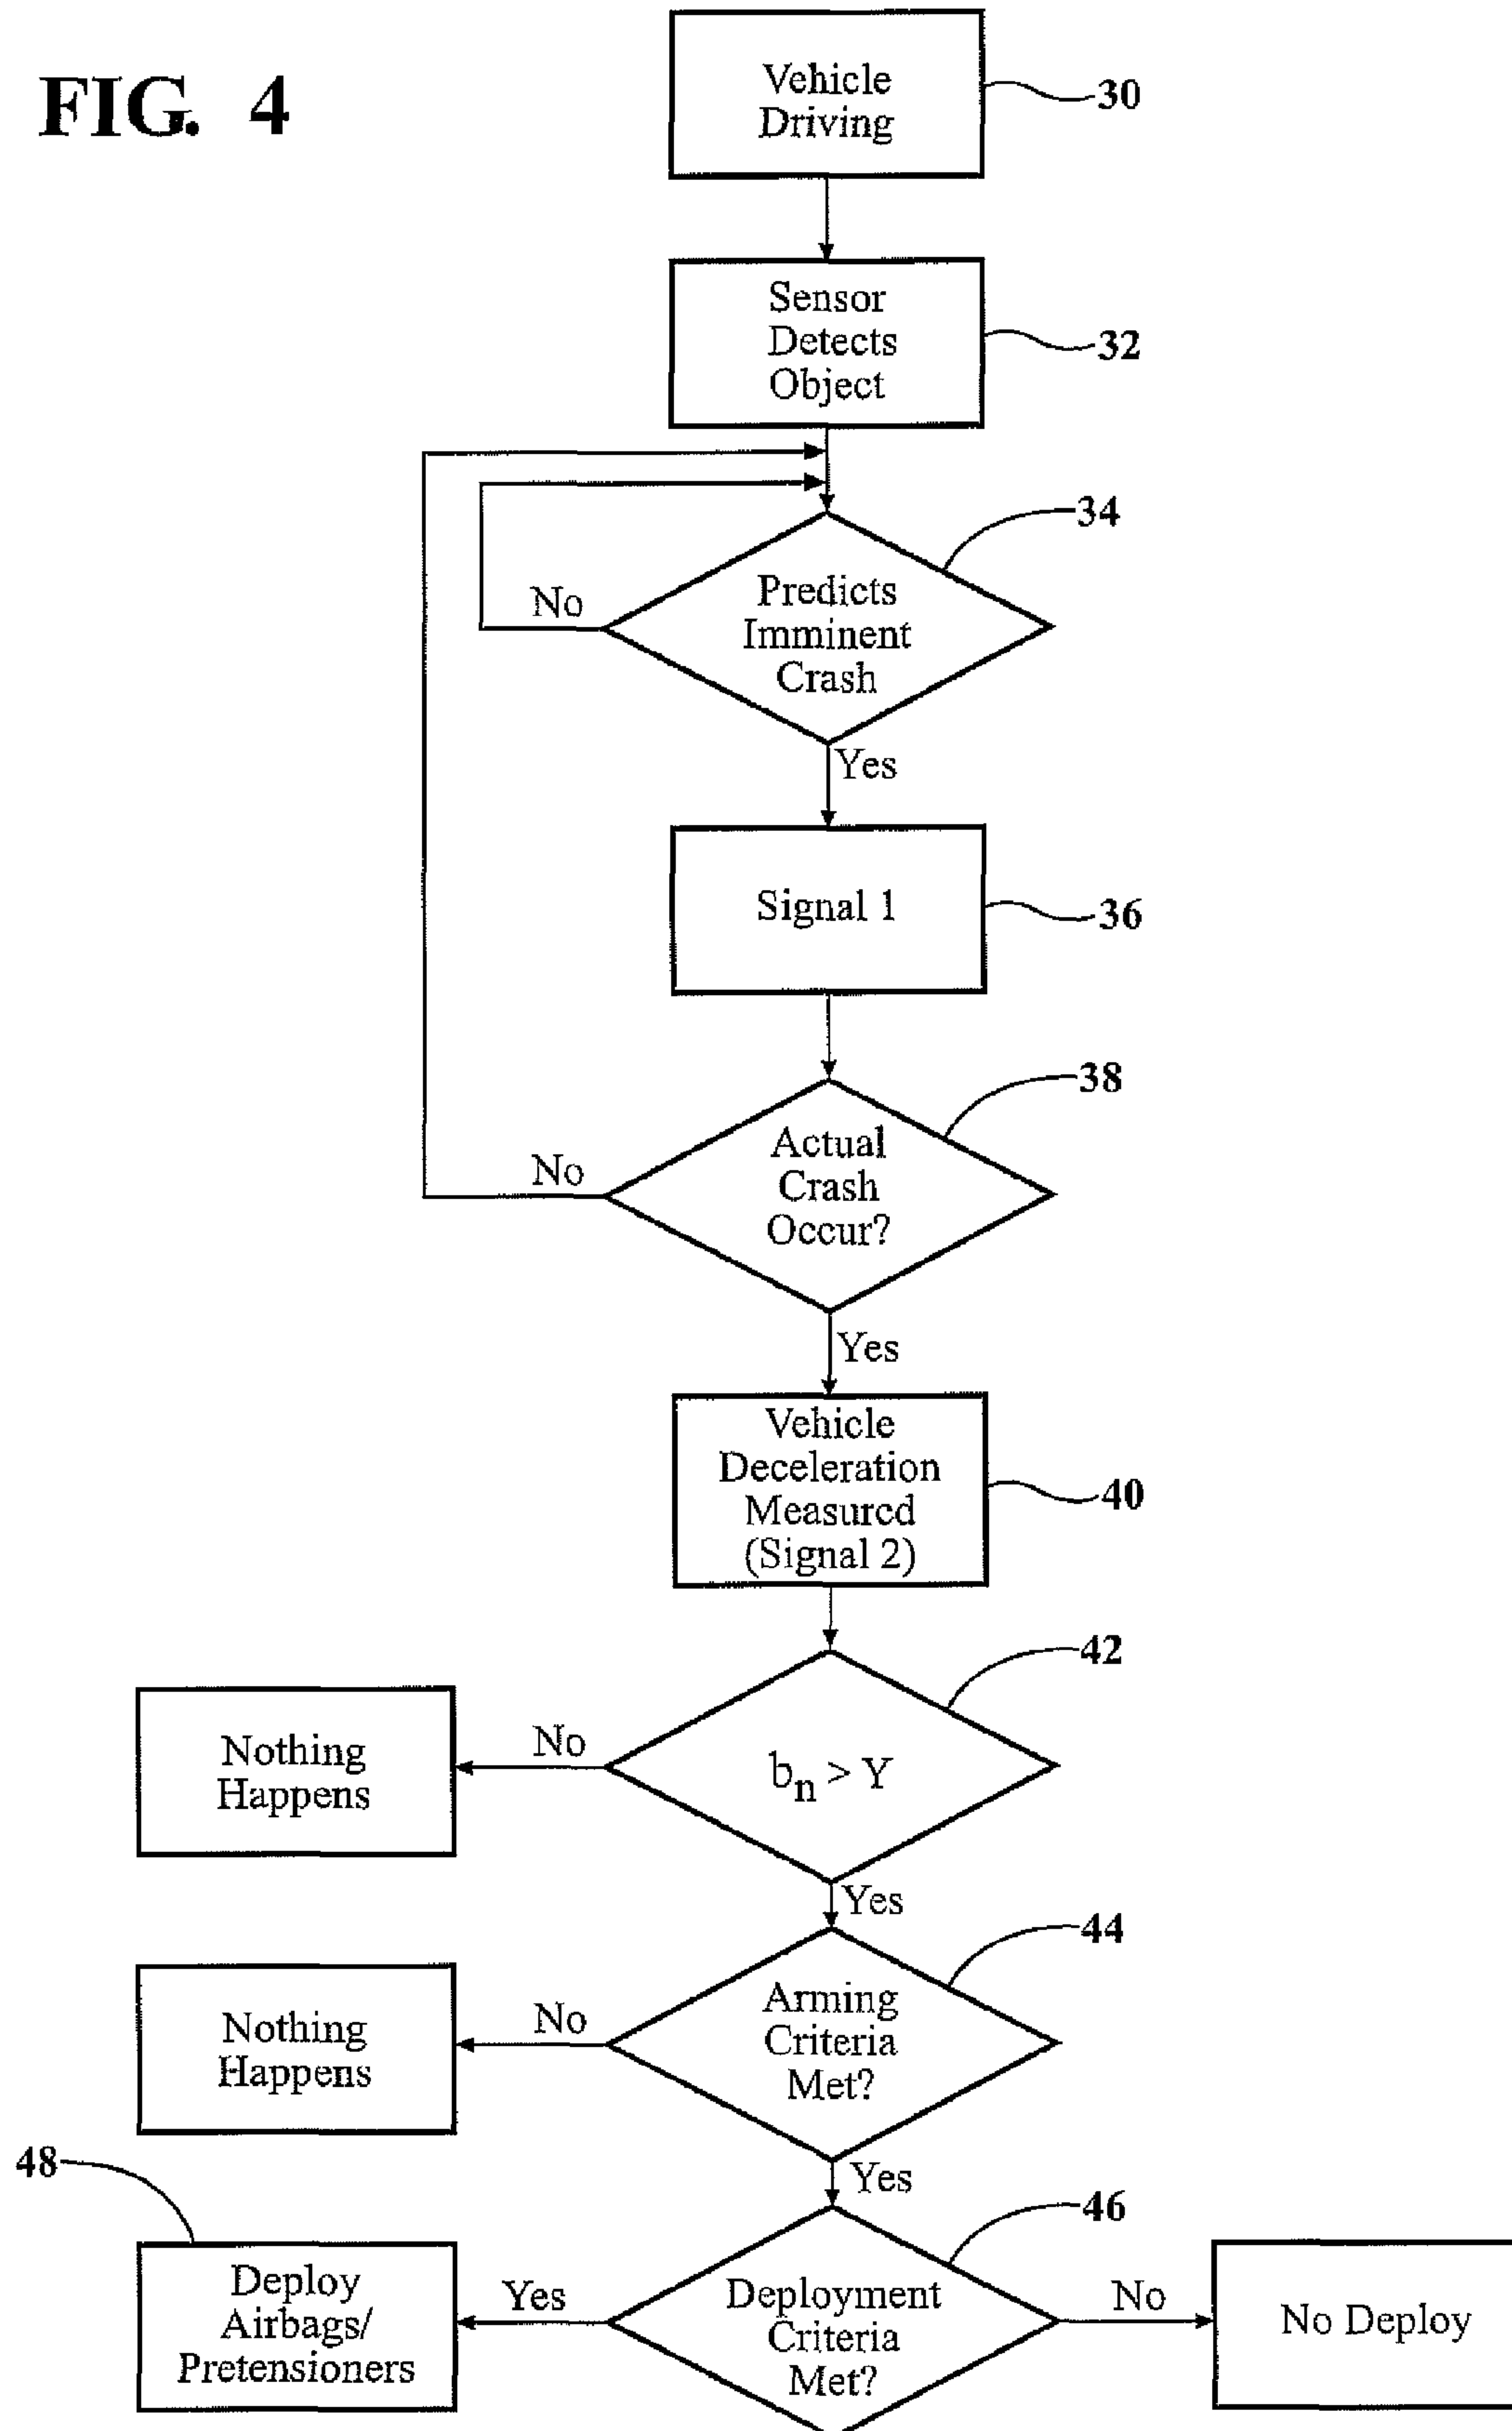 FIG. 4
Vehicle
Driving
30
Sensor
Detects
Object
32
34
Predicts
Imminent
Crash
No
Yes
Signal 1
36
38
Actual
Crash
Occur?
No
Yes
Vehicle
Deceleration
Measured
(Signal 2)
40
42
bn > Y
No
Nothing
Happens
Yes
44
Arming
Criteria
Met?
No
Nothing
Happens
Yes
48
46
Deploy
Airbags/
Pretensioners
Yes
Deployment
Criteria
Met?
No
No Deploy